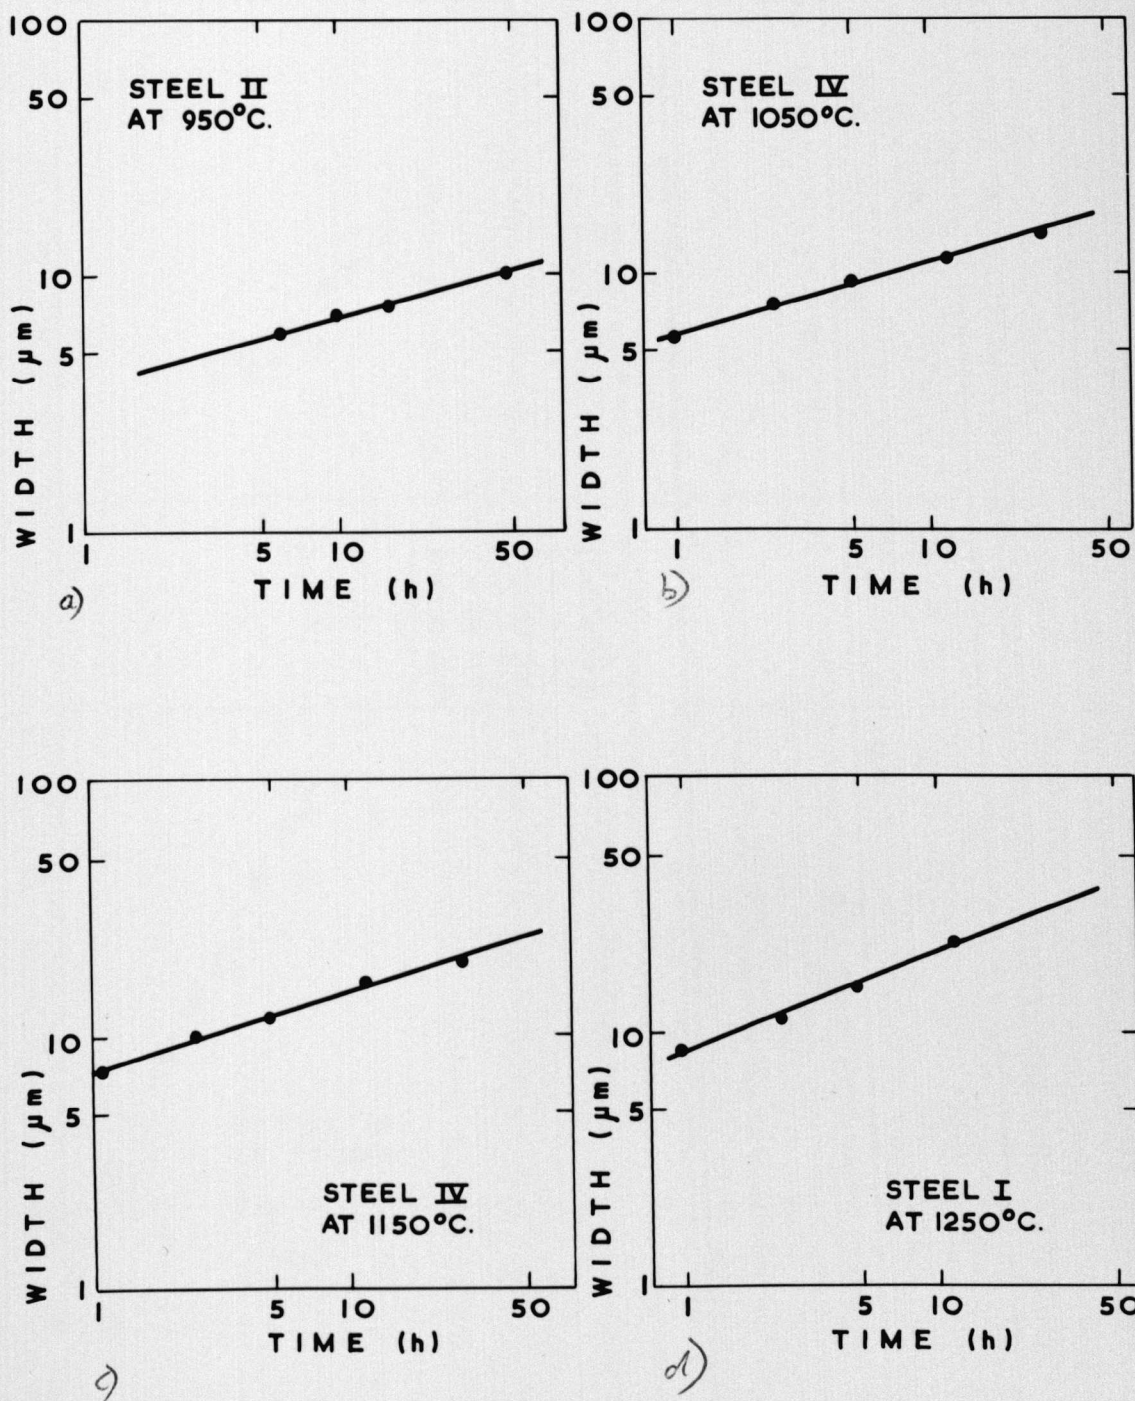 100
50
10
5
1
WIDTH (µm)
STEEL II
AT 950°C.
1 5 10 50
TIME (h)
a)
100
50
10
5
1
WIDTH (µm)
STEEL IV
AT 1050°C.
1 5 10 50
TIME (h)
b)
100
50
10
5
1
WIDTH (µm)
STEEL IV
AT 1150°C.
1 5 10 50
TIME (h)
c)
100
50
10
5
1
WIDTH (µm)
STEEL I
AT 1250°C.
1 5 10 50
TIME (h)
d)